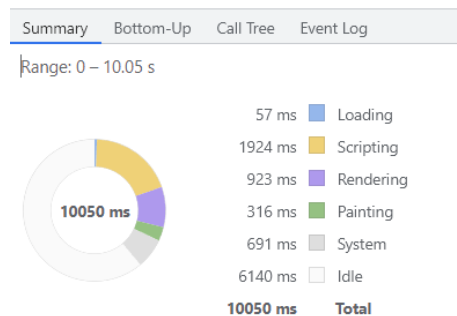 Summary Bottom-Up Call Tree Event Log
Range: 0 – 10.05 s
57 ms Loading
1924 ms Scripting
923 ms Rendering
10050 ms
316 ms Painting
691 ms System
6140 ms Idle
10050 ms Total